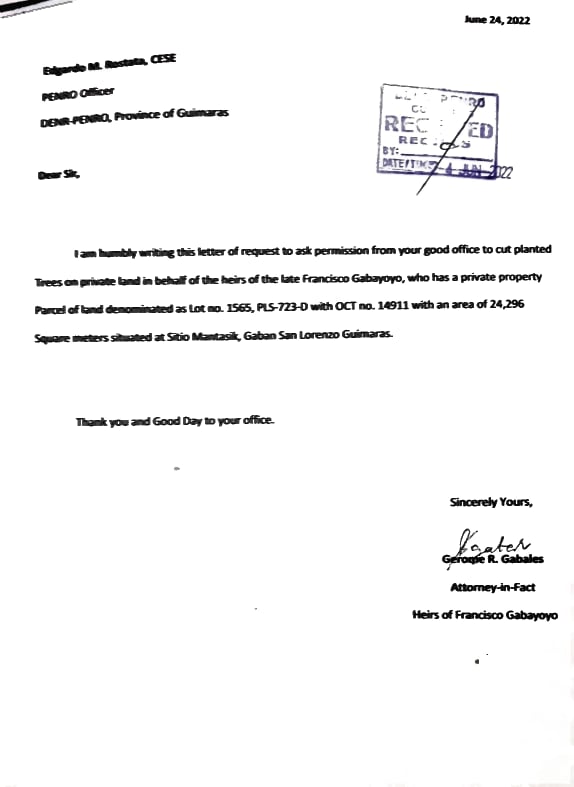 June 24, 2022
Edgardo M. Rostata, CESE
PENRO Officer
DENR-PENRO, Province of Guimaras
PENRO
RECEIVED
RECORDS
BY:
DATE/TIME 24 JUN 2022
Dear Sir,
I am humbly writing this letter of request to ask permission from your good office to cut planted
Trees on private land in behalf of the heirs of the late Francisco Gabayoyo, who has a private property
Parcel of land denominated as Lot no. 1565, PLS-723-D with OCT no. 14911 with an area of 24,296
Square meters situated at Sitio Mantasik, Gaban San Lorenzo Guimaras.
Thank you and Good Day to your office.
Sincerely Yours,
R. Gabales
Attorney-in-Fact
Heirs of Francisco Gabayoyo